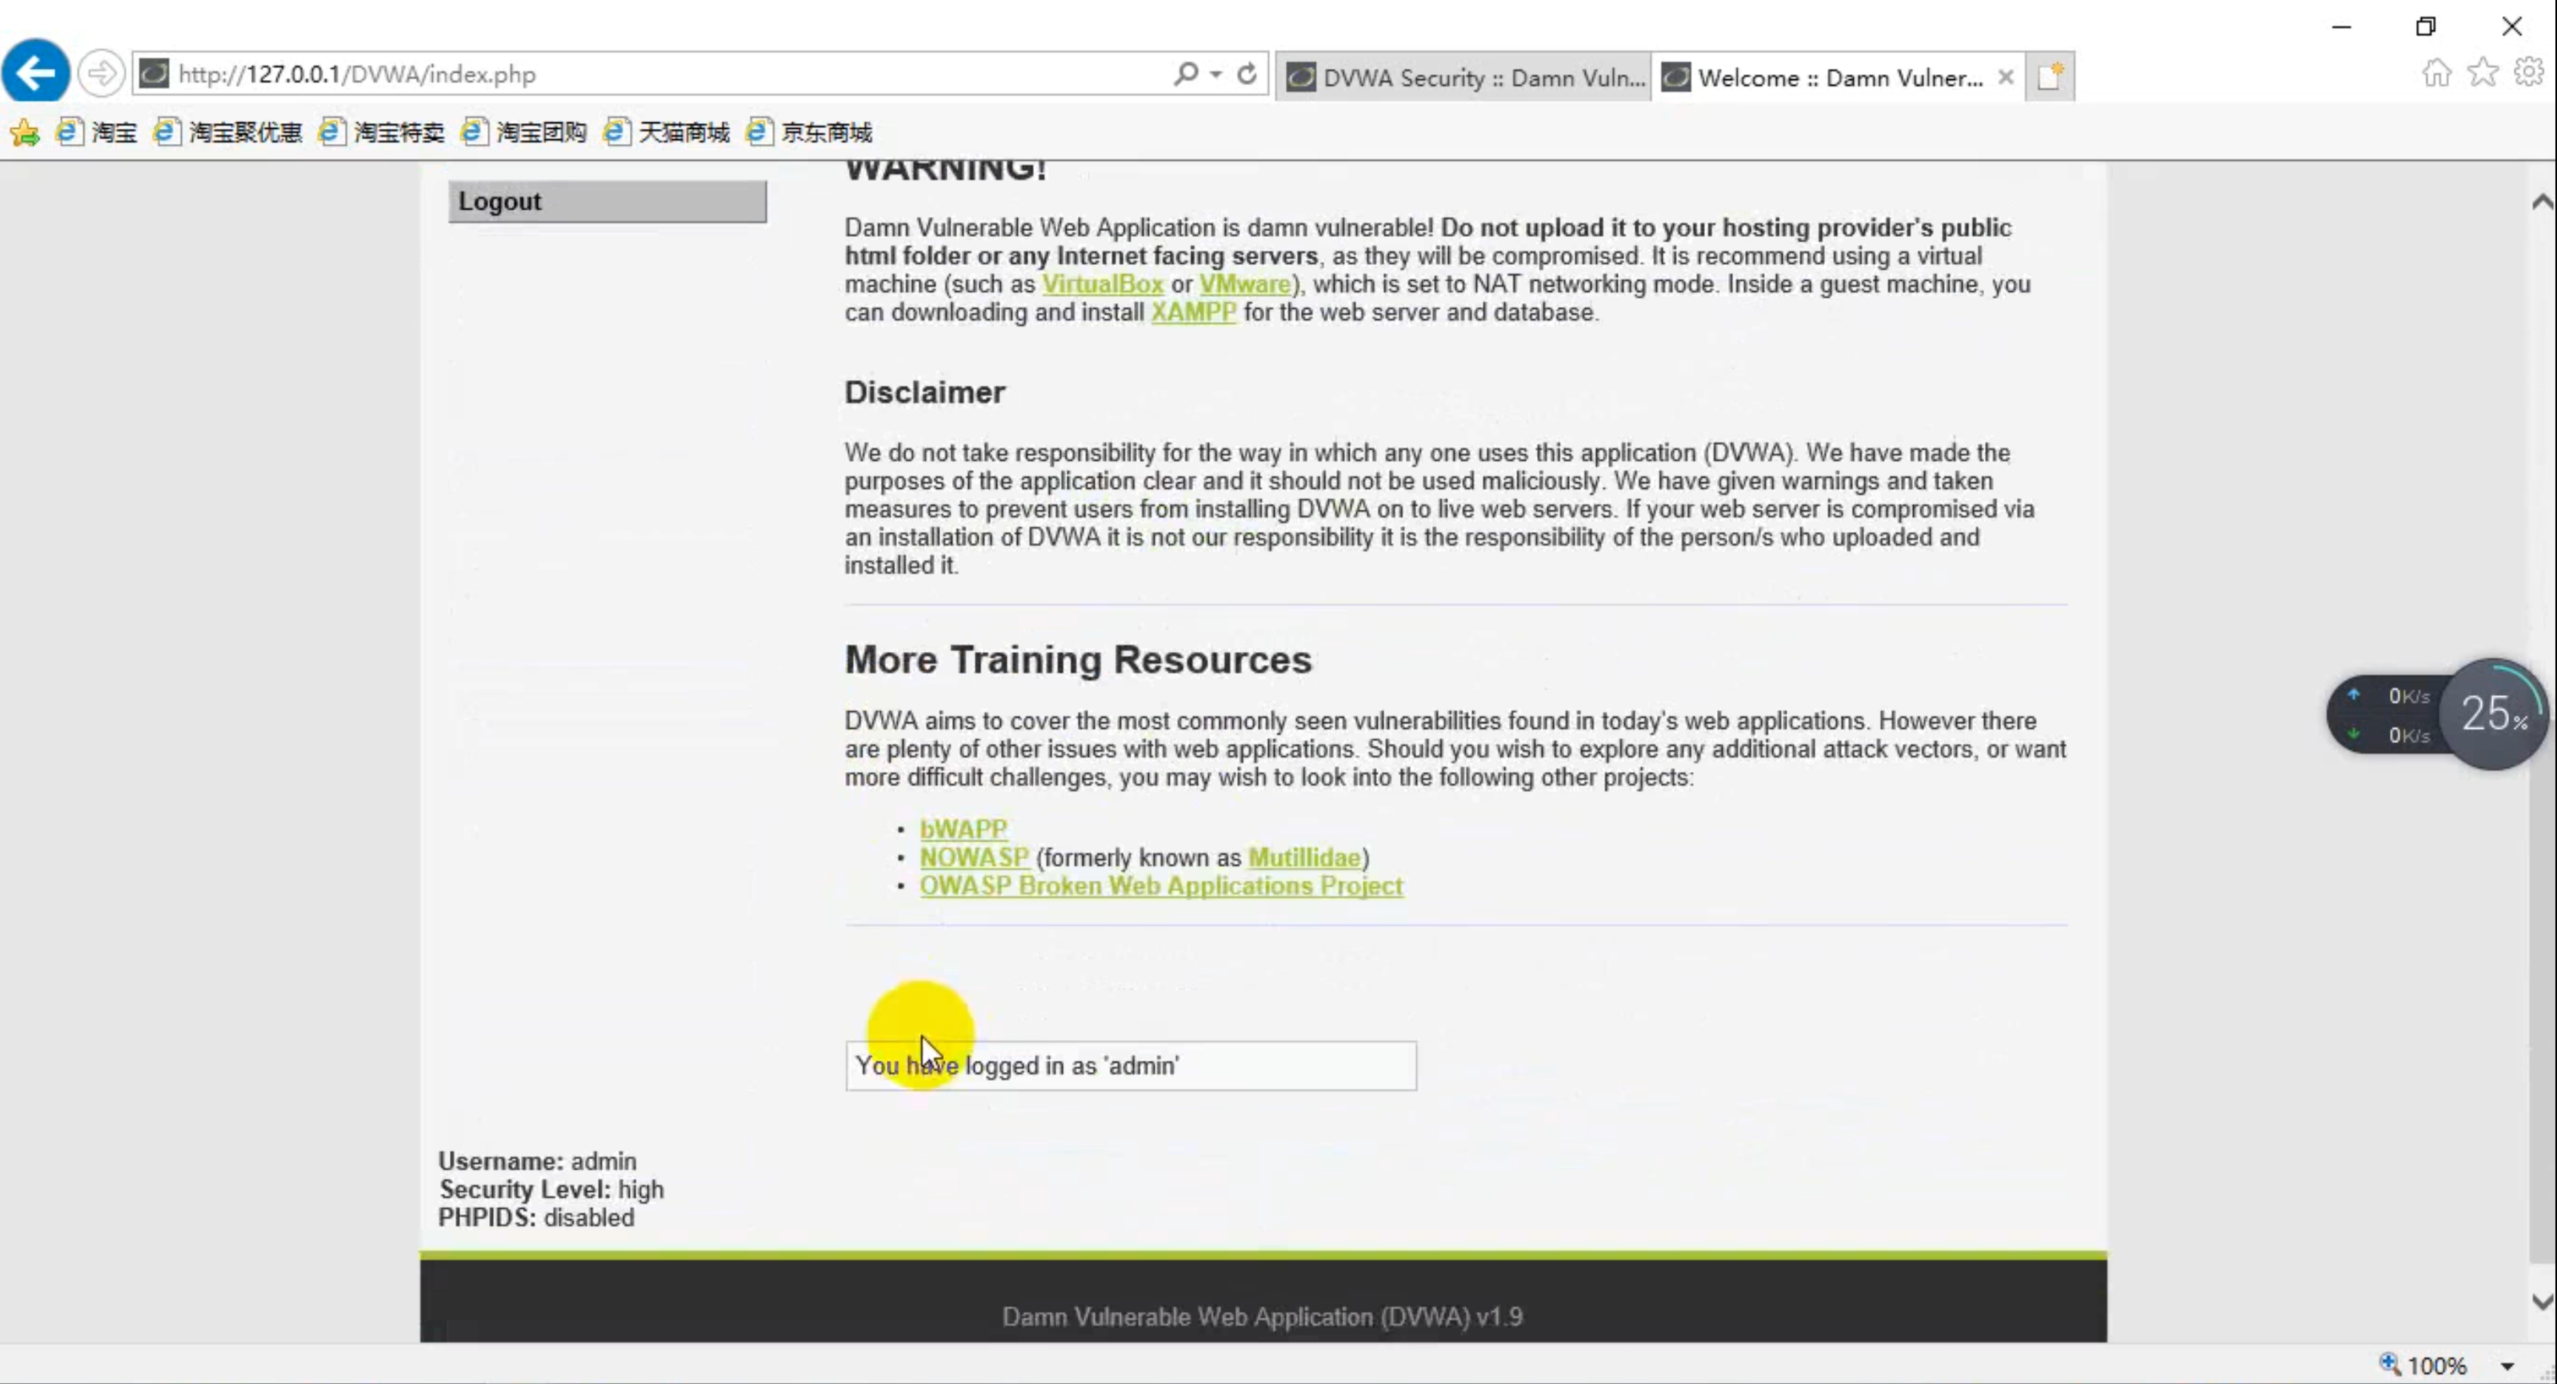 http://127.0.0.1/DVWA/index.php
DVWA Security :: Damn Vuln...
Welcome :: Damn Vulner...
淘宝 淘宝聚优惠 淘宝特卖 淘宝团购 天猫商城 京东商城
Logout
WARNING!
Damn Vulnerable Web Application is damn vulnerable! Do not upload it to your hosting provider's public
html folder or any Internet facing servers, as they will be compromised. It is recommend using a virtual
machine (such as VirtualBox or VMware), which is set to NAT networking mode. Inside a guest machine, you
can downloading and install XAMPP for the web server and database.
Disclaimer
We do not take responsibility for the way in which any one uses this application (DVWA). We have made the
purposes of the application clear and it should not be used maliciously. We have given warnings and taken
measures to prevent users from installing DVWA on to live web servers. If your web server is compromised via
an installation of DVWA it is not our responsibility it is the responsibility of the person/s who uploaded and
installed it.
More Training Resources
DVWA aims to cover the most commonly seen vulnerabilities found in today's web applications. However there
are plenty of other issues with web applications. Should you wish to explore any additional attack vectors, or want
more difficult challenges, you may wish to look into the following other projects:
• bWAPP
• NOWASP (formerly known as Mutillidae)
• OWASP Broken Web Applications Project
0K/s
0K/s
25%
You have logged in as 'admin'
Username: admin
Security Level: high
PHPIDS: disabled
Damn Vulnerable Web Application (DVWA) v1.9
100%